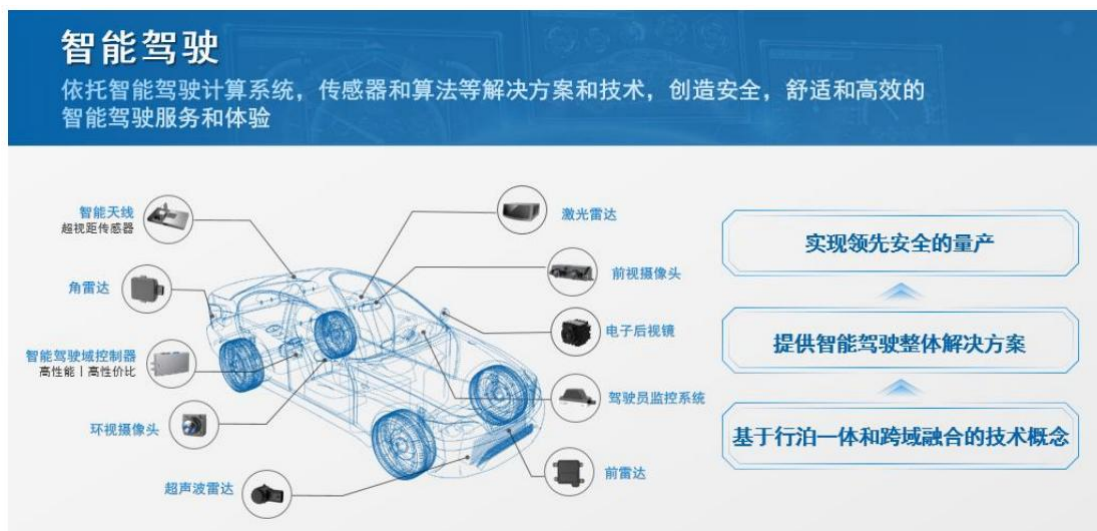 智能驾驶
依托智能驾驶计算系统，传感器和算法等解决方案和技术，创造安全，舒适和高效的
智能驾驶服务和体验
智能天线
超视距传感器
角雷达
智能驾驶域控制器
高性能丨高性价比
环视摄像头
超声波雷达
激光雷达
前视摄像头
电子后视镜
驾驶员监控系统
前雷达
实现领先安全的量产
提供智能驾驶整体解决方案
基于行泊一体和跨域融合的技术概念